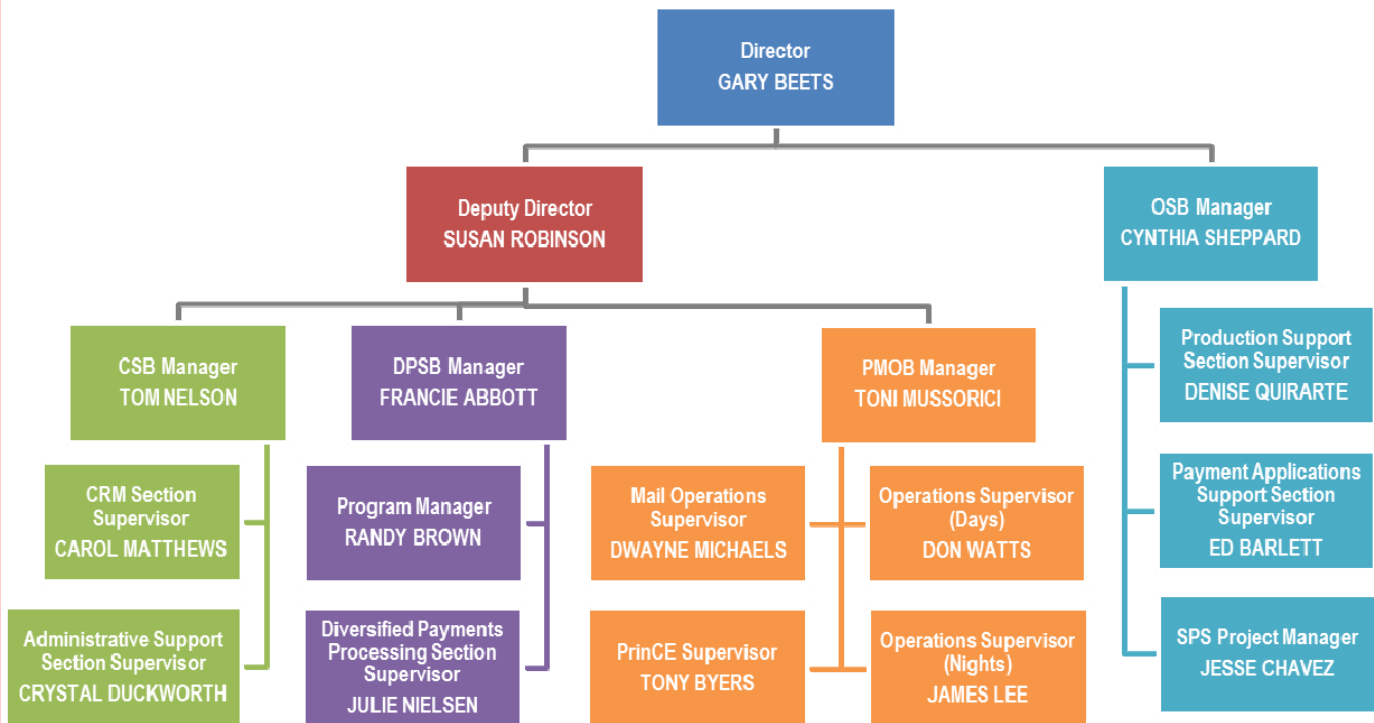 Director
GARY BEETS
Deputy Director
SUSAN ROBINSON
OSB Manager
CYNTHIA SHEPPARD
CSB Manager
TOM NELSON
DPSB Manager
FRANCIE ABBOTT
PMOB Manager
TONI MUSSORICI
Production Support
Section Supervisor
DENISE QUIRARTE
CRM Section
Supervisor
CAROL MATTHEWS
Program Manager
RANDY BROWN
Mail Operations
Supervisor
DWAYNE MICHAELS
Operations Supervisor
(Days)
DON WATTS
Payment Applications
Support Section
Supervisor
ED BARLETT
Administrative Support
Section Supervisor
CRYSTAL DUCKWORTH
Diversified Payments
Processing Section
Supervisor
JULIE NIELSEN
PrinCE Supervisor
TONY BYERS
Operations Supervisor
(Nights)
JAMES LEE
SPS Project Manager
JESSE CHAVEZ